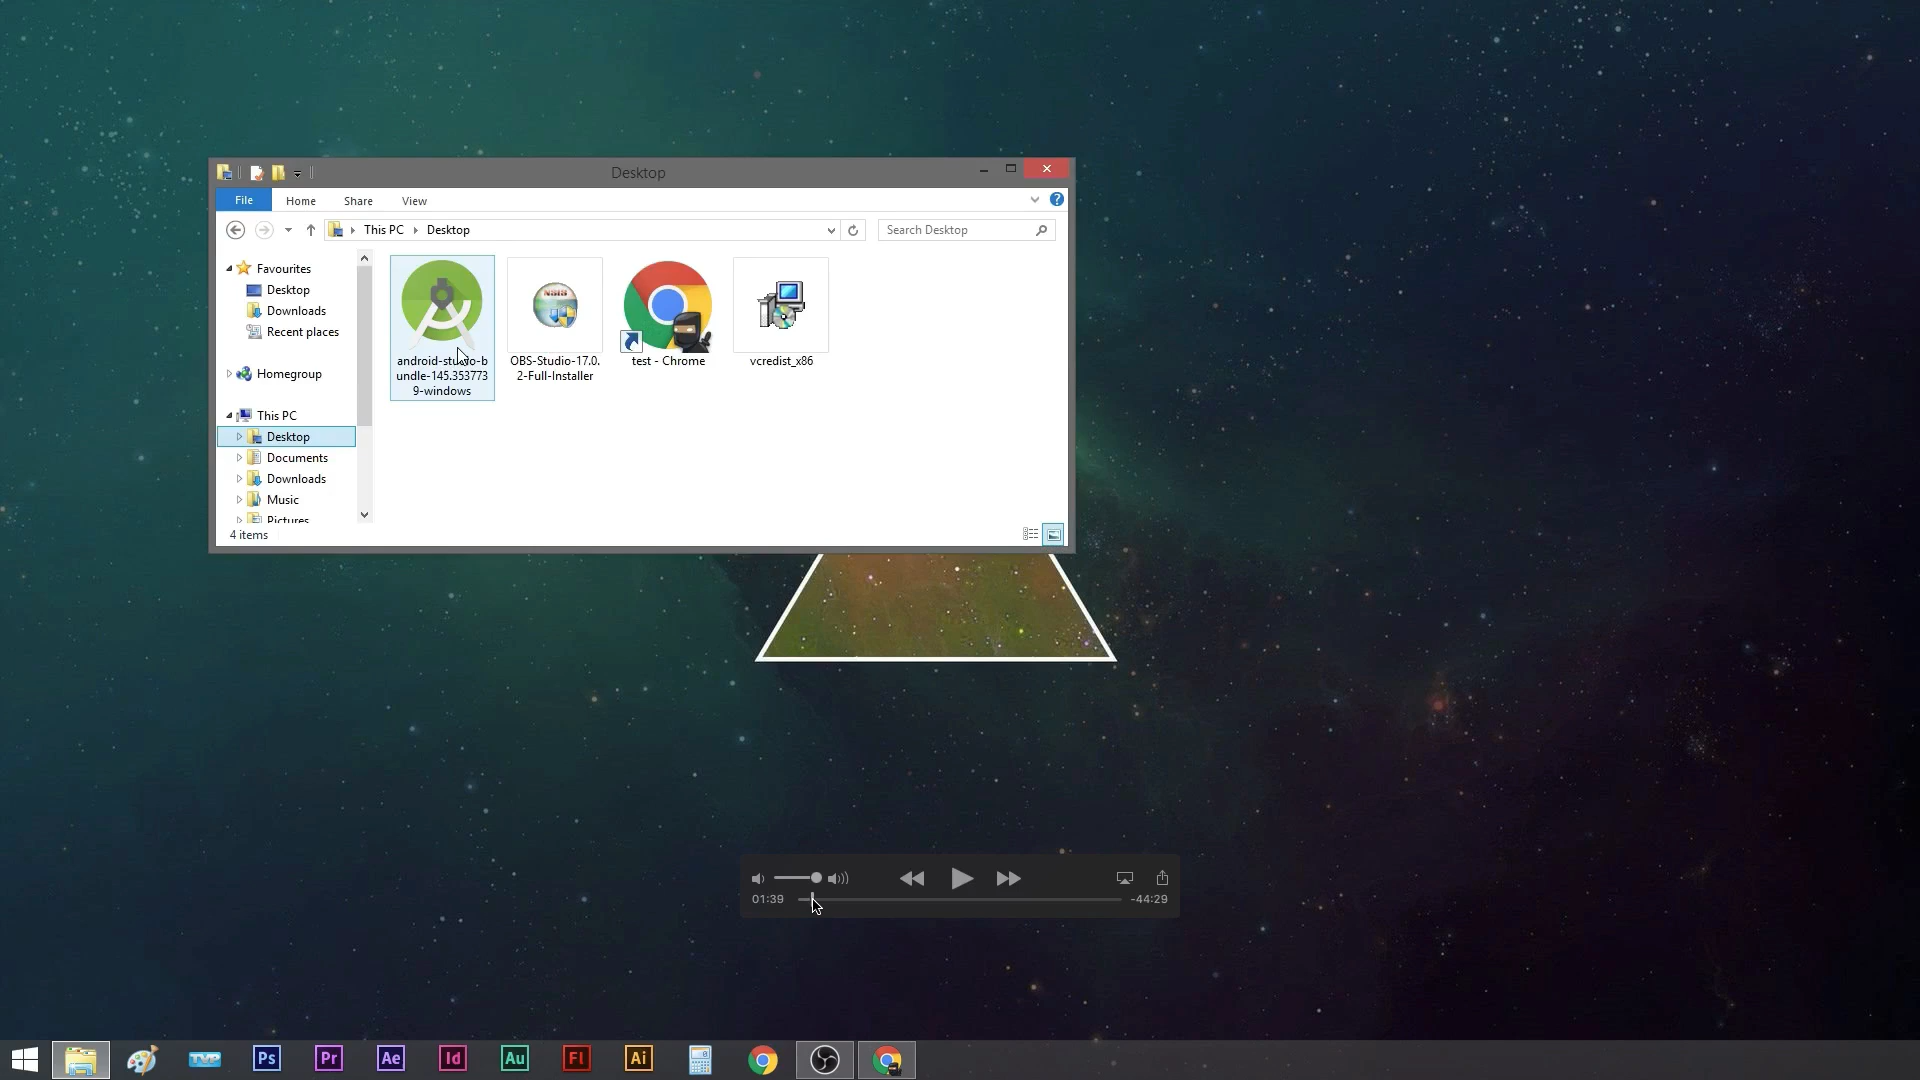 Desktop
File Home Share View
This PC Desktop
Search Desktop
Favourites
Desktop
Downloads
Recent places
Homegroup
This PC
Desktop
Documents
Downloads
Music
Pictures
NSIS
android-studio-b
undle-145.353773
9-windows
OBS-Studio-17.0.
2-Full-Installer
test - Chrome
vcredist_x86
4 items
01:39
-44:29
TVP Ps Pr Ae Id Au Fl Ai